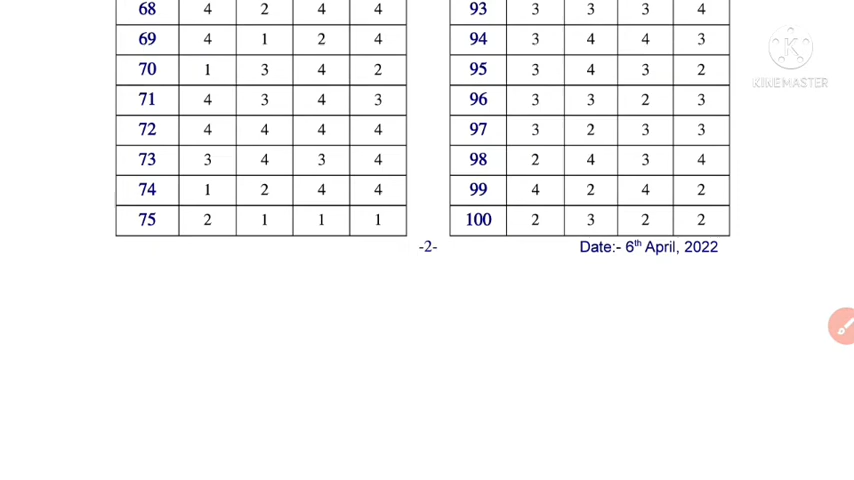 68 4 2 4 4
69 4 1 2 4
70 1 3 4 2
71 4 3 4 3
72 4 4 4 4
73 3 4 3 4
74 1 2 4 4
75 2 1 1 1
93 3 3 3 4
94 3 4 4 3
95 3 4 3 2
96 3 3 2 3
97 3 2 3 3
98 2 4 3 4
99 4 2 4 2
100 2 3 2 2
-2-
Date:- 6th April, 2022
K
KINEMASTER